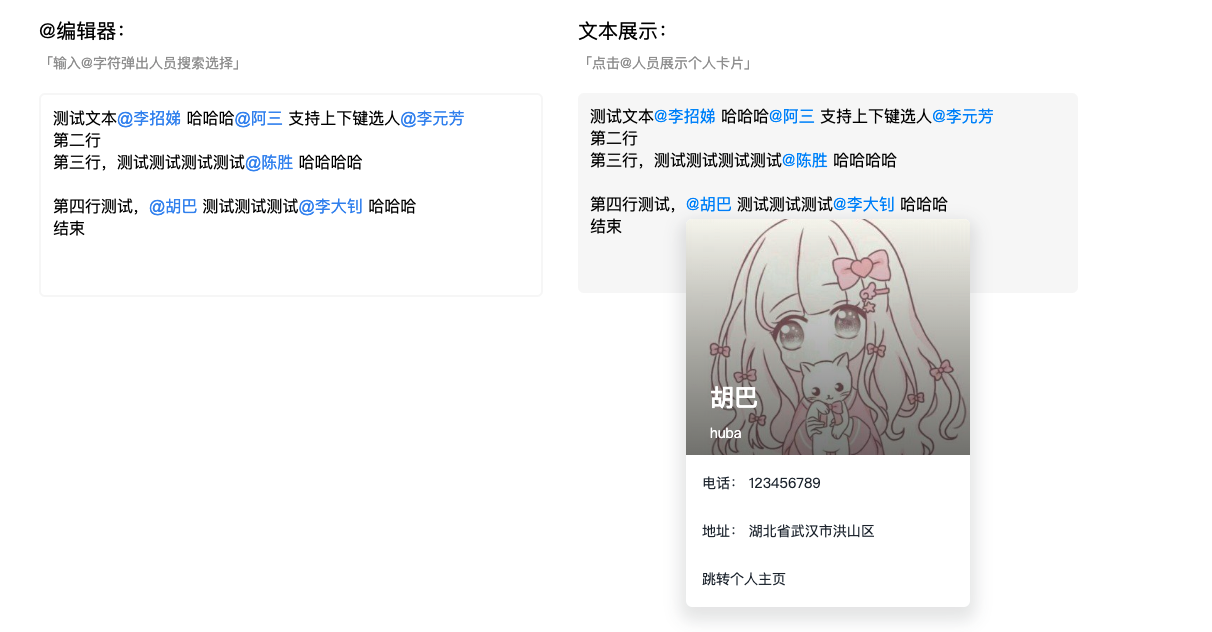 @编辑器：
「输入@字符弹出人员搜索选择」
测试文本@李招娣 哈哈哈@阿三 支持上下键选人@李元芳
第二行
第三行，测试测试测试测试@陈胜 哈哈哈哈
第四行测试，@胡巴 测试测试测试@李大钊 哈哈哈
结束
文本展示：
「点击@人员展示个人卡片」
测试文本@李招娣 哈哈哈@阿三 支持上下键选人@李元芳
第二行
第三行，测试测试测试测试@陈胜 哈哈哈哈
第四行测试，@胡巴 测试测试测试@李大钊 哈哈哈
结束
胡巴
huba
电话： 123456789
地址： 湖北省武汉市洪山区
跳转个人主页